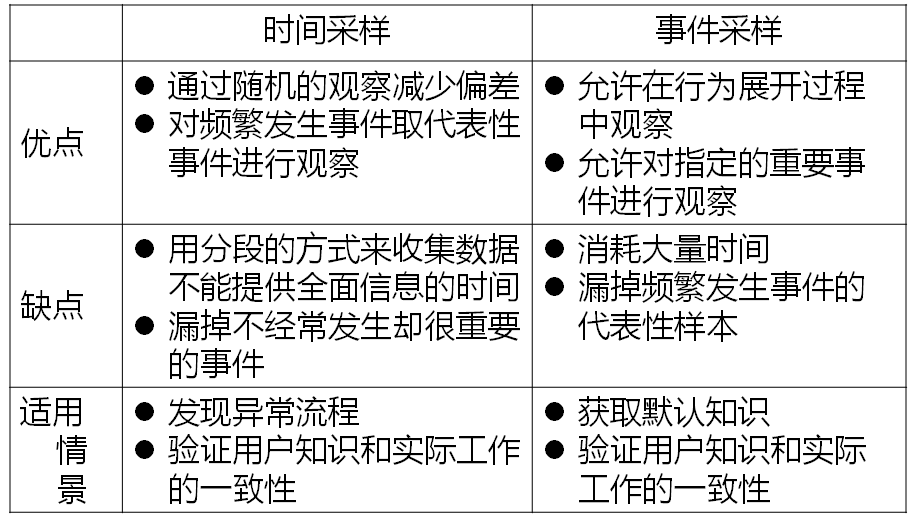 时间采样
事件采样
优点
● 通过随机的观察减少偏差
● 对频繁发生事件取代表性
事件进行观察
● 允许在行为展开过程
中观察
● 允许对指定的重要事
件进行观察
缺点
● 用分段的方式来收集数据
不能提供全面信息的时间
● 漏掉不经常发生却很重要
的事件
● 消耗大量时间
● 漏掉频繁发生事件的
代表性样本
适用
情
景
● 发现异常流程
● 验证用户知识和实际工作
的一致性
● 获取默认知识
● 验证用户知识和实际
工作的一致性